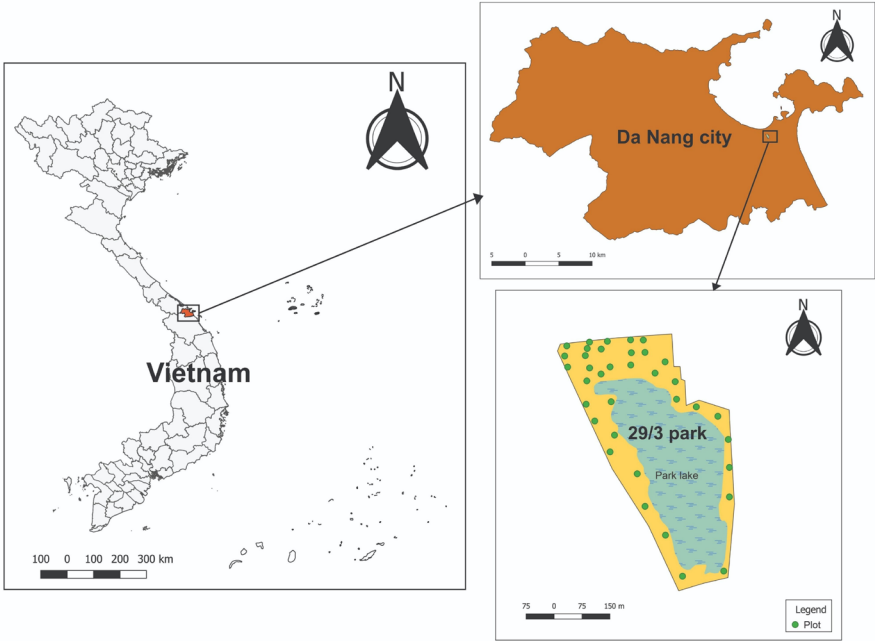 N
Vietnam
100 0 100 200 300 km
N
Da Nang city
5 0 5 10 km
N
29/3 park
Park lake
75 0 75 150 m
Legend
Plot